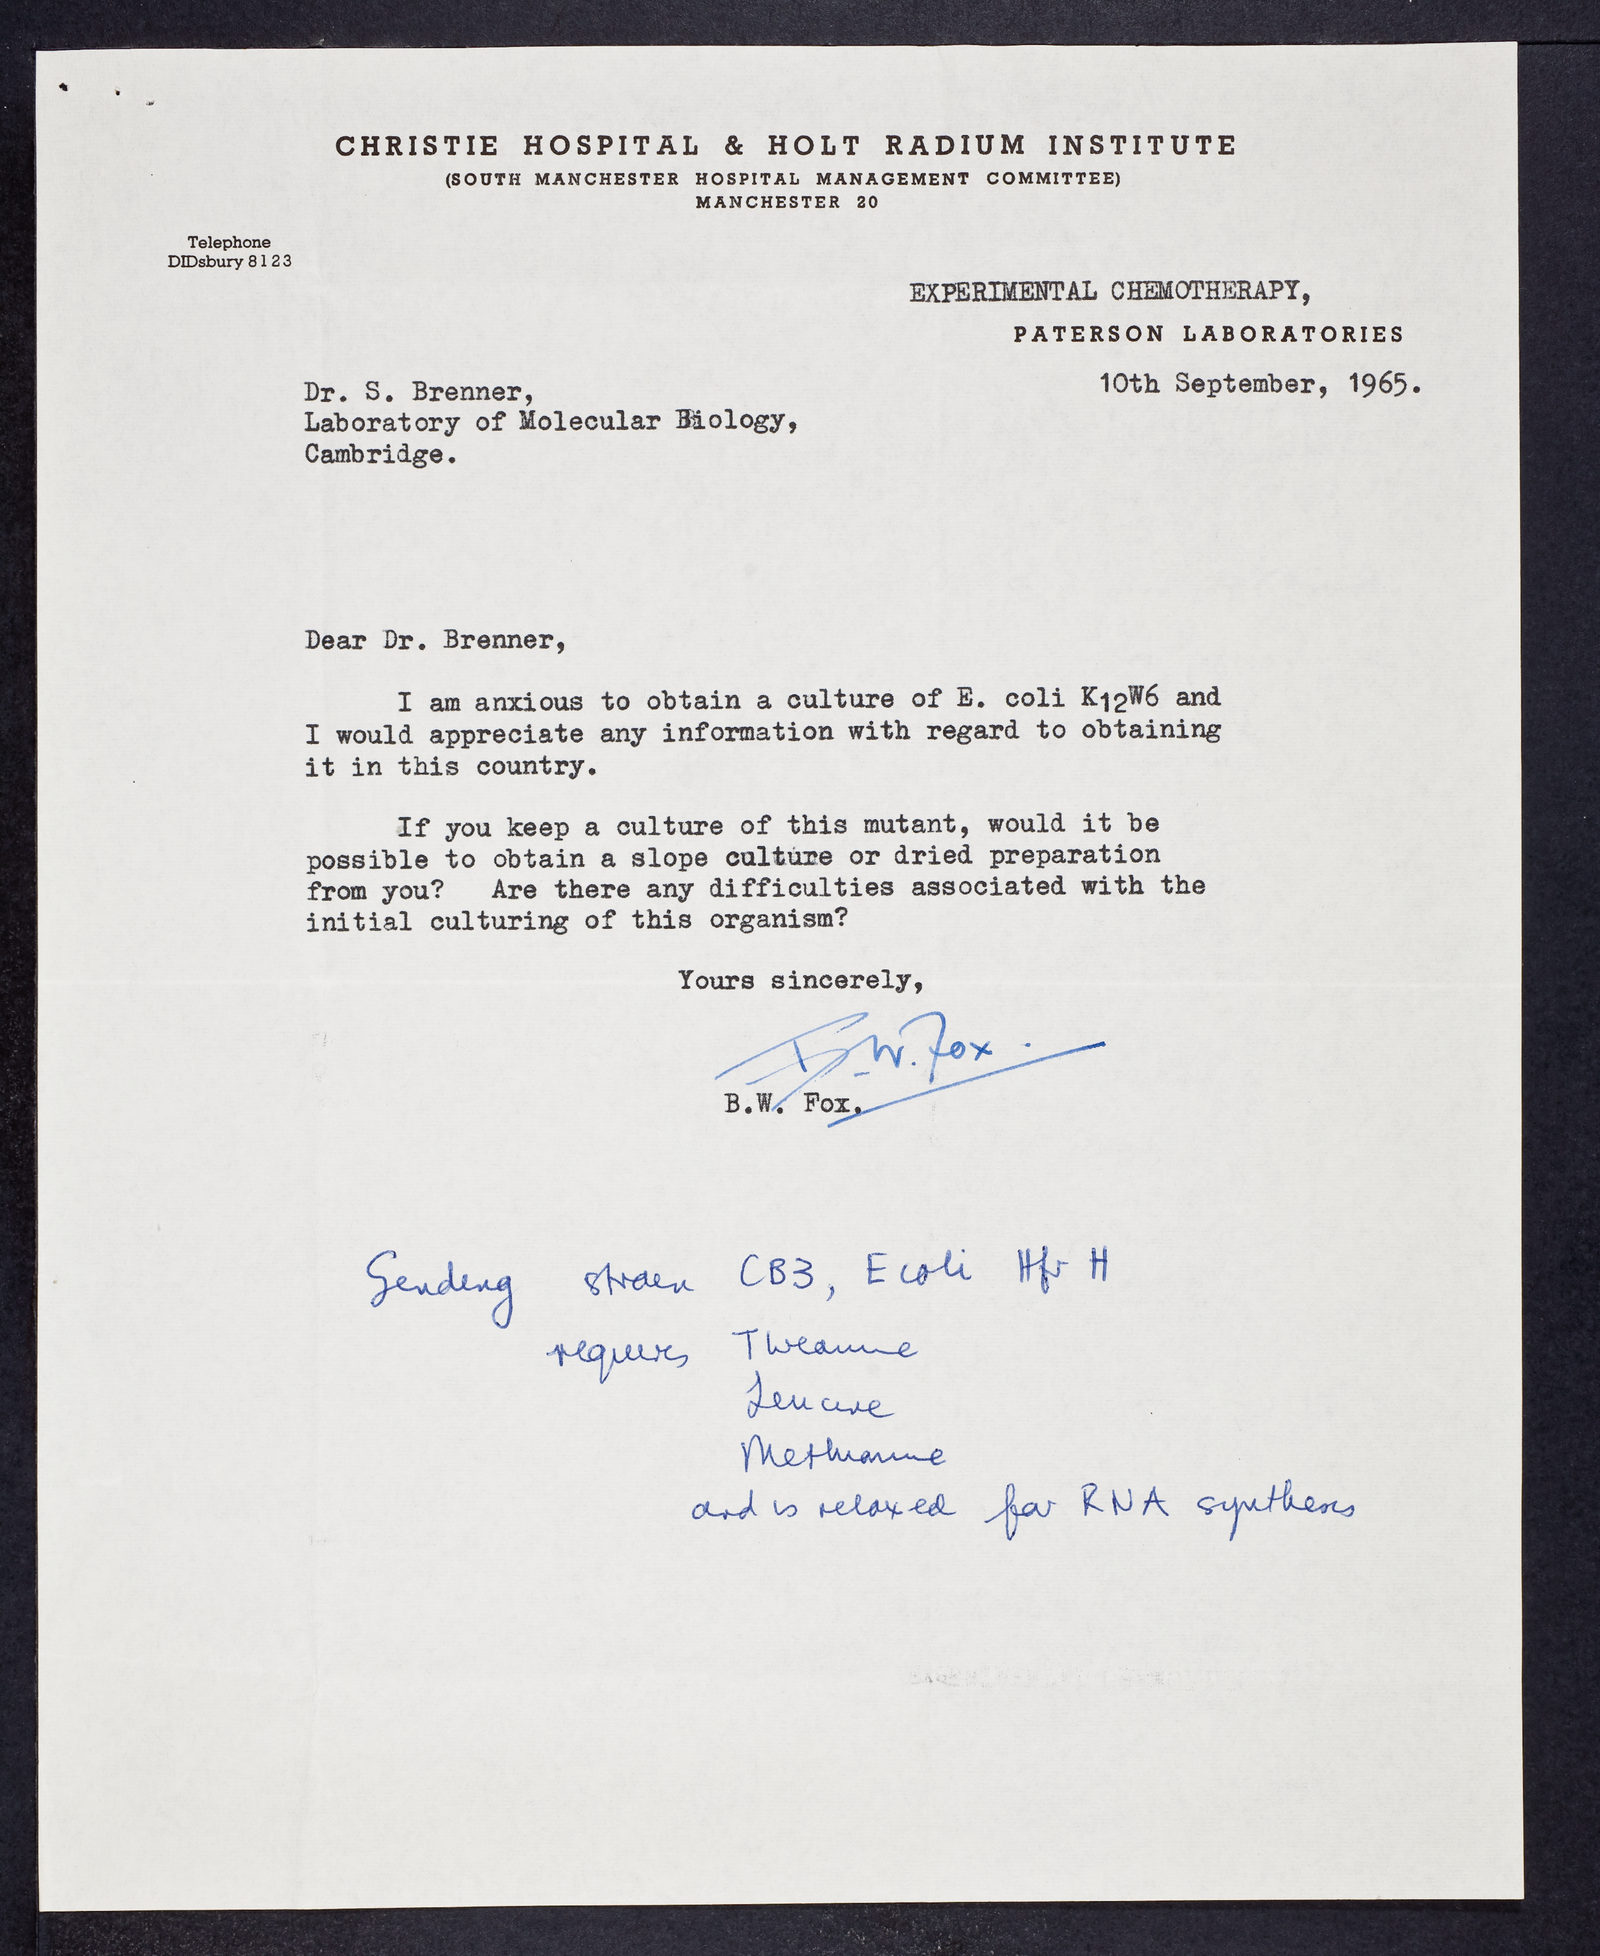 CHRISTIE HOSPITAL & HOLT RADIUM INSTITUTE
(SOUTH MANCHESTER HOSPITAL MANAGEMENT COMMITTEE)
MANCHESTER 20
Telephone
DIDsbury 8123
EXPERIMENTAL CHEMOTHERAPY,
PATERSON LABORATORIES
10th September, 1965.
Dr. S. Brenner,
Laboratory of Molecular Biology,
Cambridge.
Dear Dr. Brenner,
I am anxious to obtain a culture of E. coli K12W6 and
I would appreciate any information with regard to obtaining
it in this country.
If you keep a culture of this mutant, would it be
possible to obtain a slope culture or dried preparation
from you? Are there any difficulties associated with the
initial culturing of this organism?
Yours sincerely,
B.W. Fox.
B.W. Fox.
Sending strain CB3, E coli Hfr H
requires Threonine
Leucine
Methionine
and is relaxed for RNA synthesis